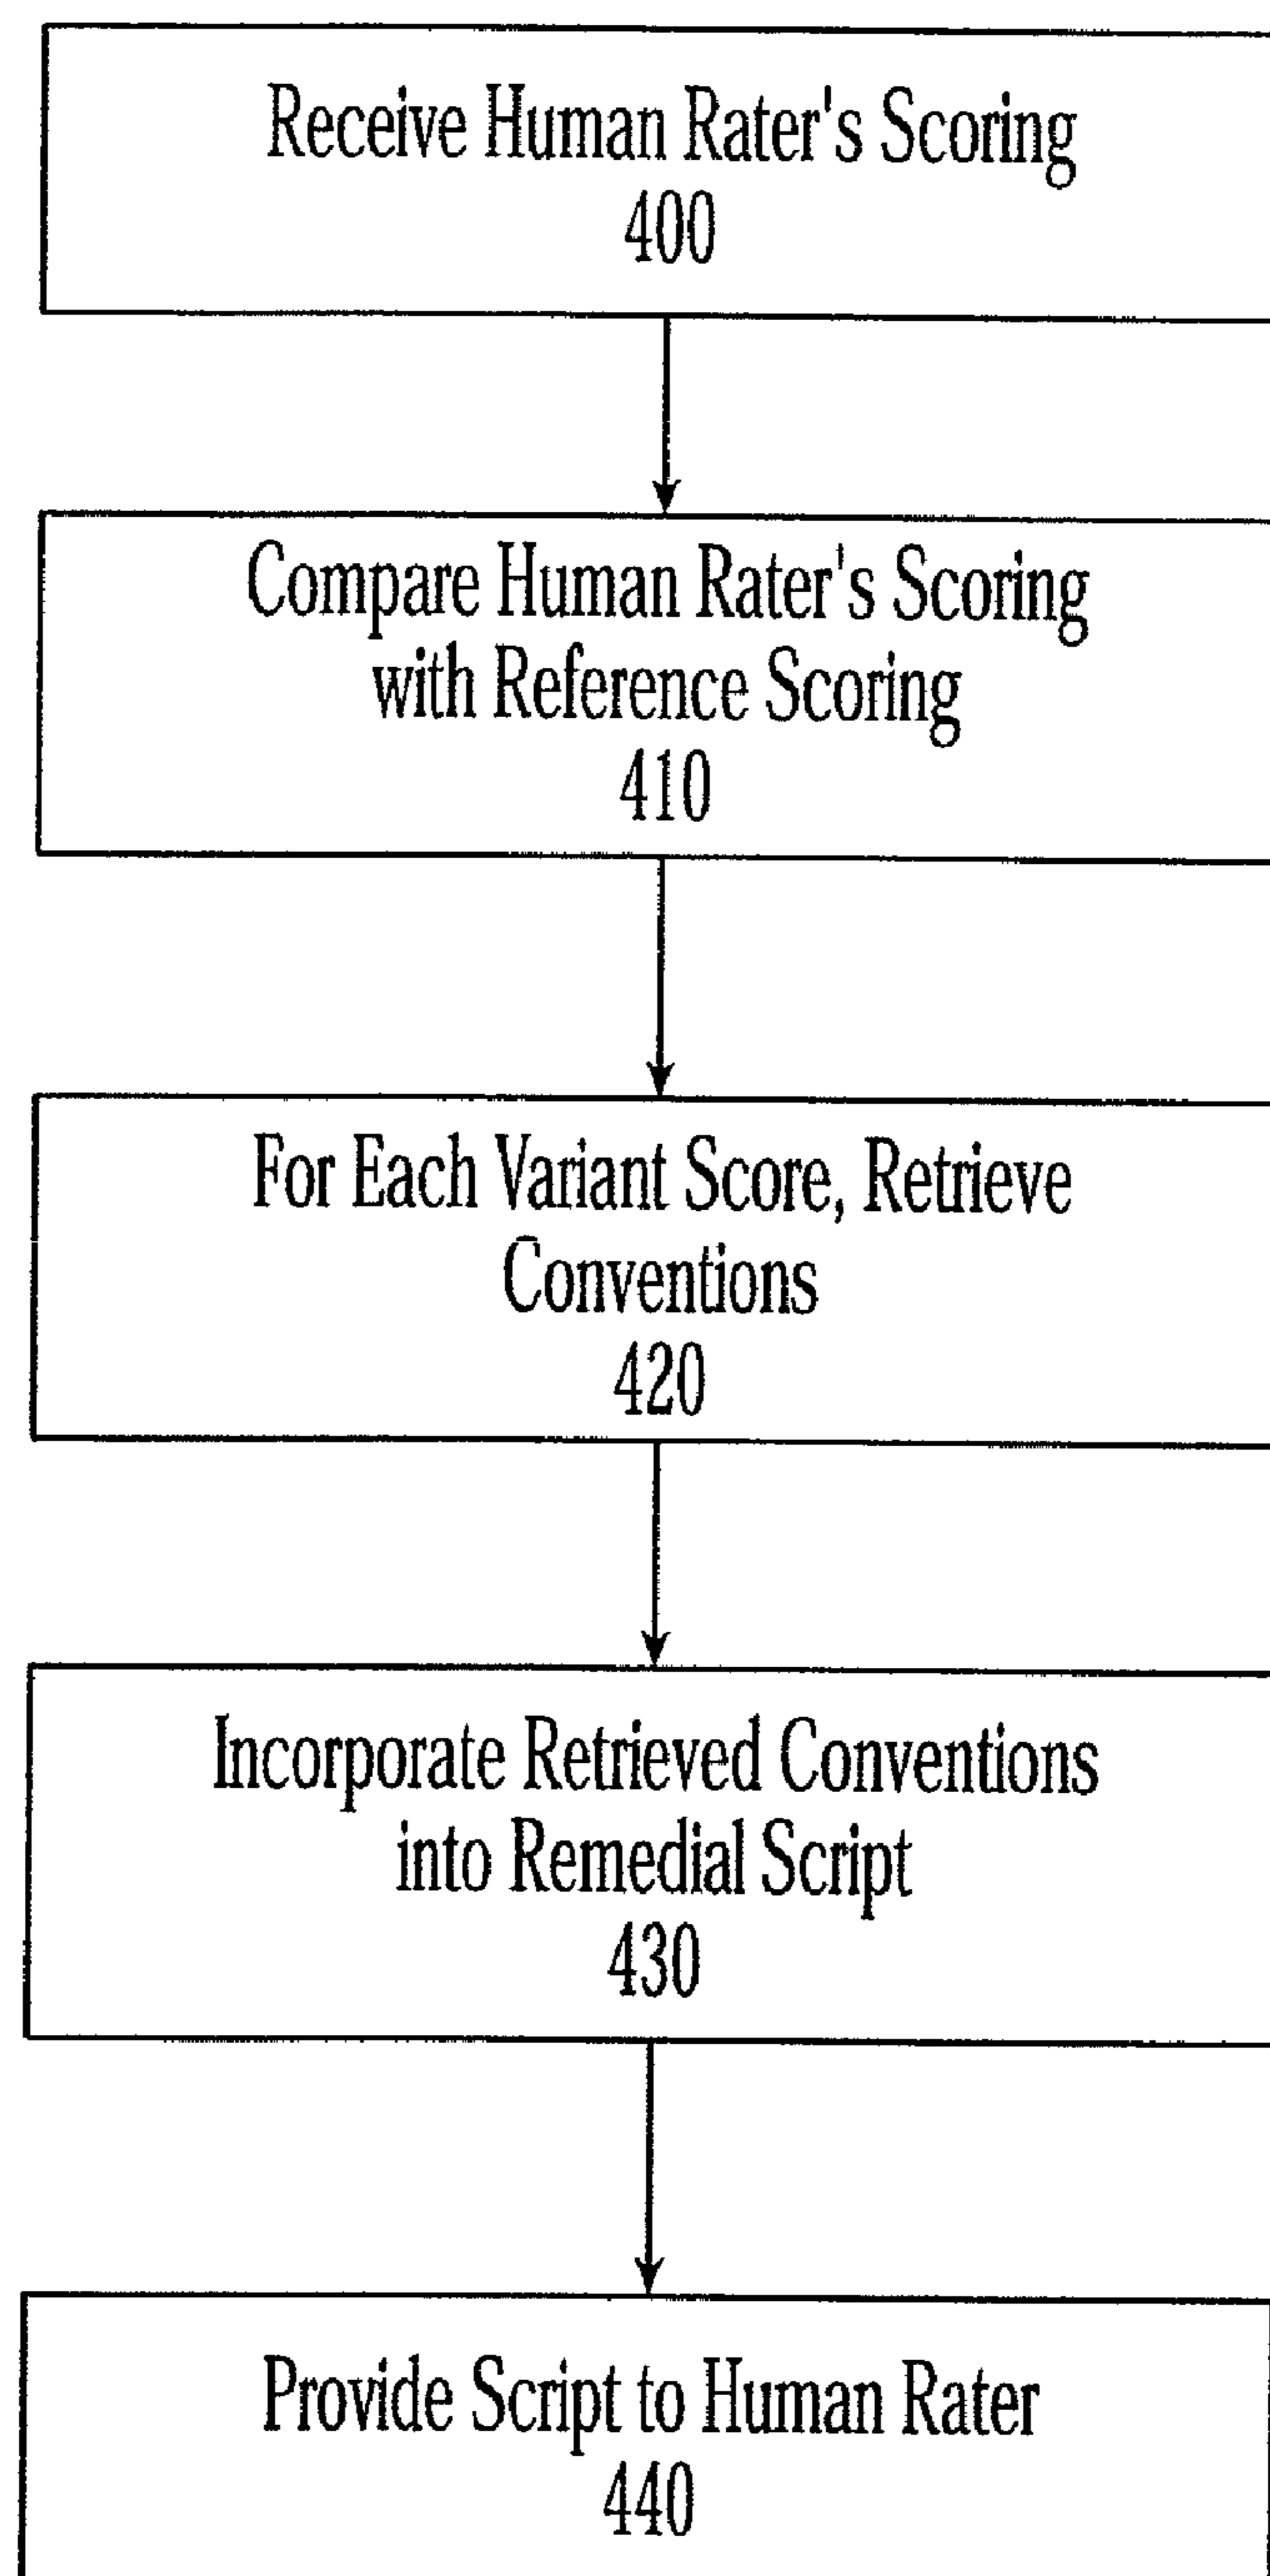 Receive Human Rater's Scoring
400
Compare Human Rater's Scoring
with Reference Scoring
410
For Each Variant Score, Retrieve
Conventions
420
Incorporate Retrieved Conventions
into Remedial Script
430
Provide Script to Human Rater
440